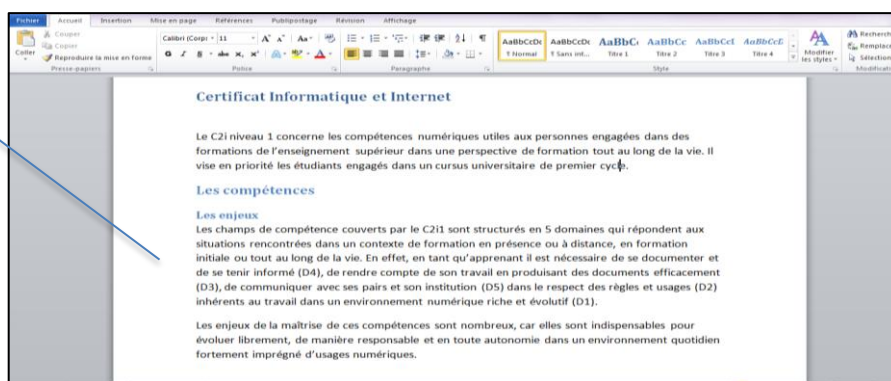 Fichier Accueil Insertion Mise en page Références Publipostage Révision Affichage
Couper
Copier
Coller Reproduire la mise en forme
Presse-papiers
Calibri (Corps 11
Police
Paragraphe
AaBbCcDc AaBbCcDc AaBbC AaBbCc AaBbCcI AaBbCcE
¶ Normal ¶ Sans int... Titre 1 Titre 2 Titre 3 Titre 4
Style
Modifier les styles
Recherch
Remplace
Sélection
Modificati
Certificat Informatique et Internet
Le C2i niveau 1 concerne les compétences numériques utiles aux personnes engagées dans des
formations de l'enseignement supérieur dans une perspective de formation tout au long de la vie. Il
vise en priorité les étudiants engagés dans un cursus universitaire de premier cycle.
Les compétences
Les enjeux
Les champs de compétence couverts par le C2i1 sont structurés en 5 domaines qui répondent aux
situations rencontrées dans un contexte de formation en présence ou à distance, en formation
initiale ou tout au long de la vie. En effet, en tant qu'apprenant il est nécessaire de se documenter et
de se tenir informé (D4), de rendre compte de son travail en produisant des documents efficacement
(D3), de communiquer avec ses pairs et son institution (D5) dans le respect des règles et usages (D2)
inhérents au travail dans un environnement numérique riche et évolutif (D1).
Les enjeux de la maîtrise de ces compétences sont nombreux, car elles sont indispensables pour
évoluer librement, de manière responsable et en toute autonomie dans un environnement quotidien
fortement imprégné d'usages numériques.